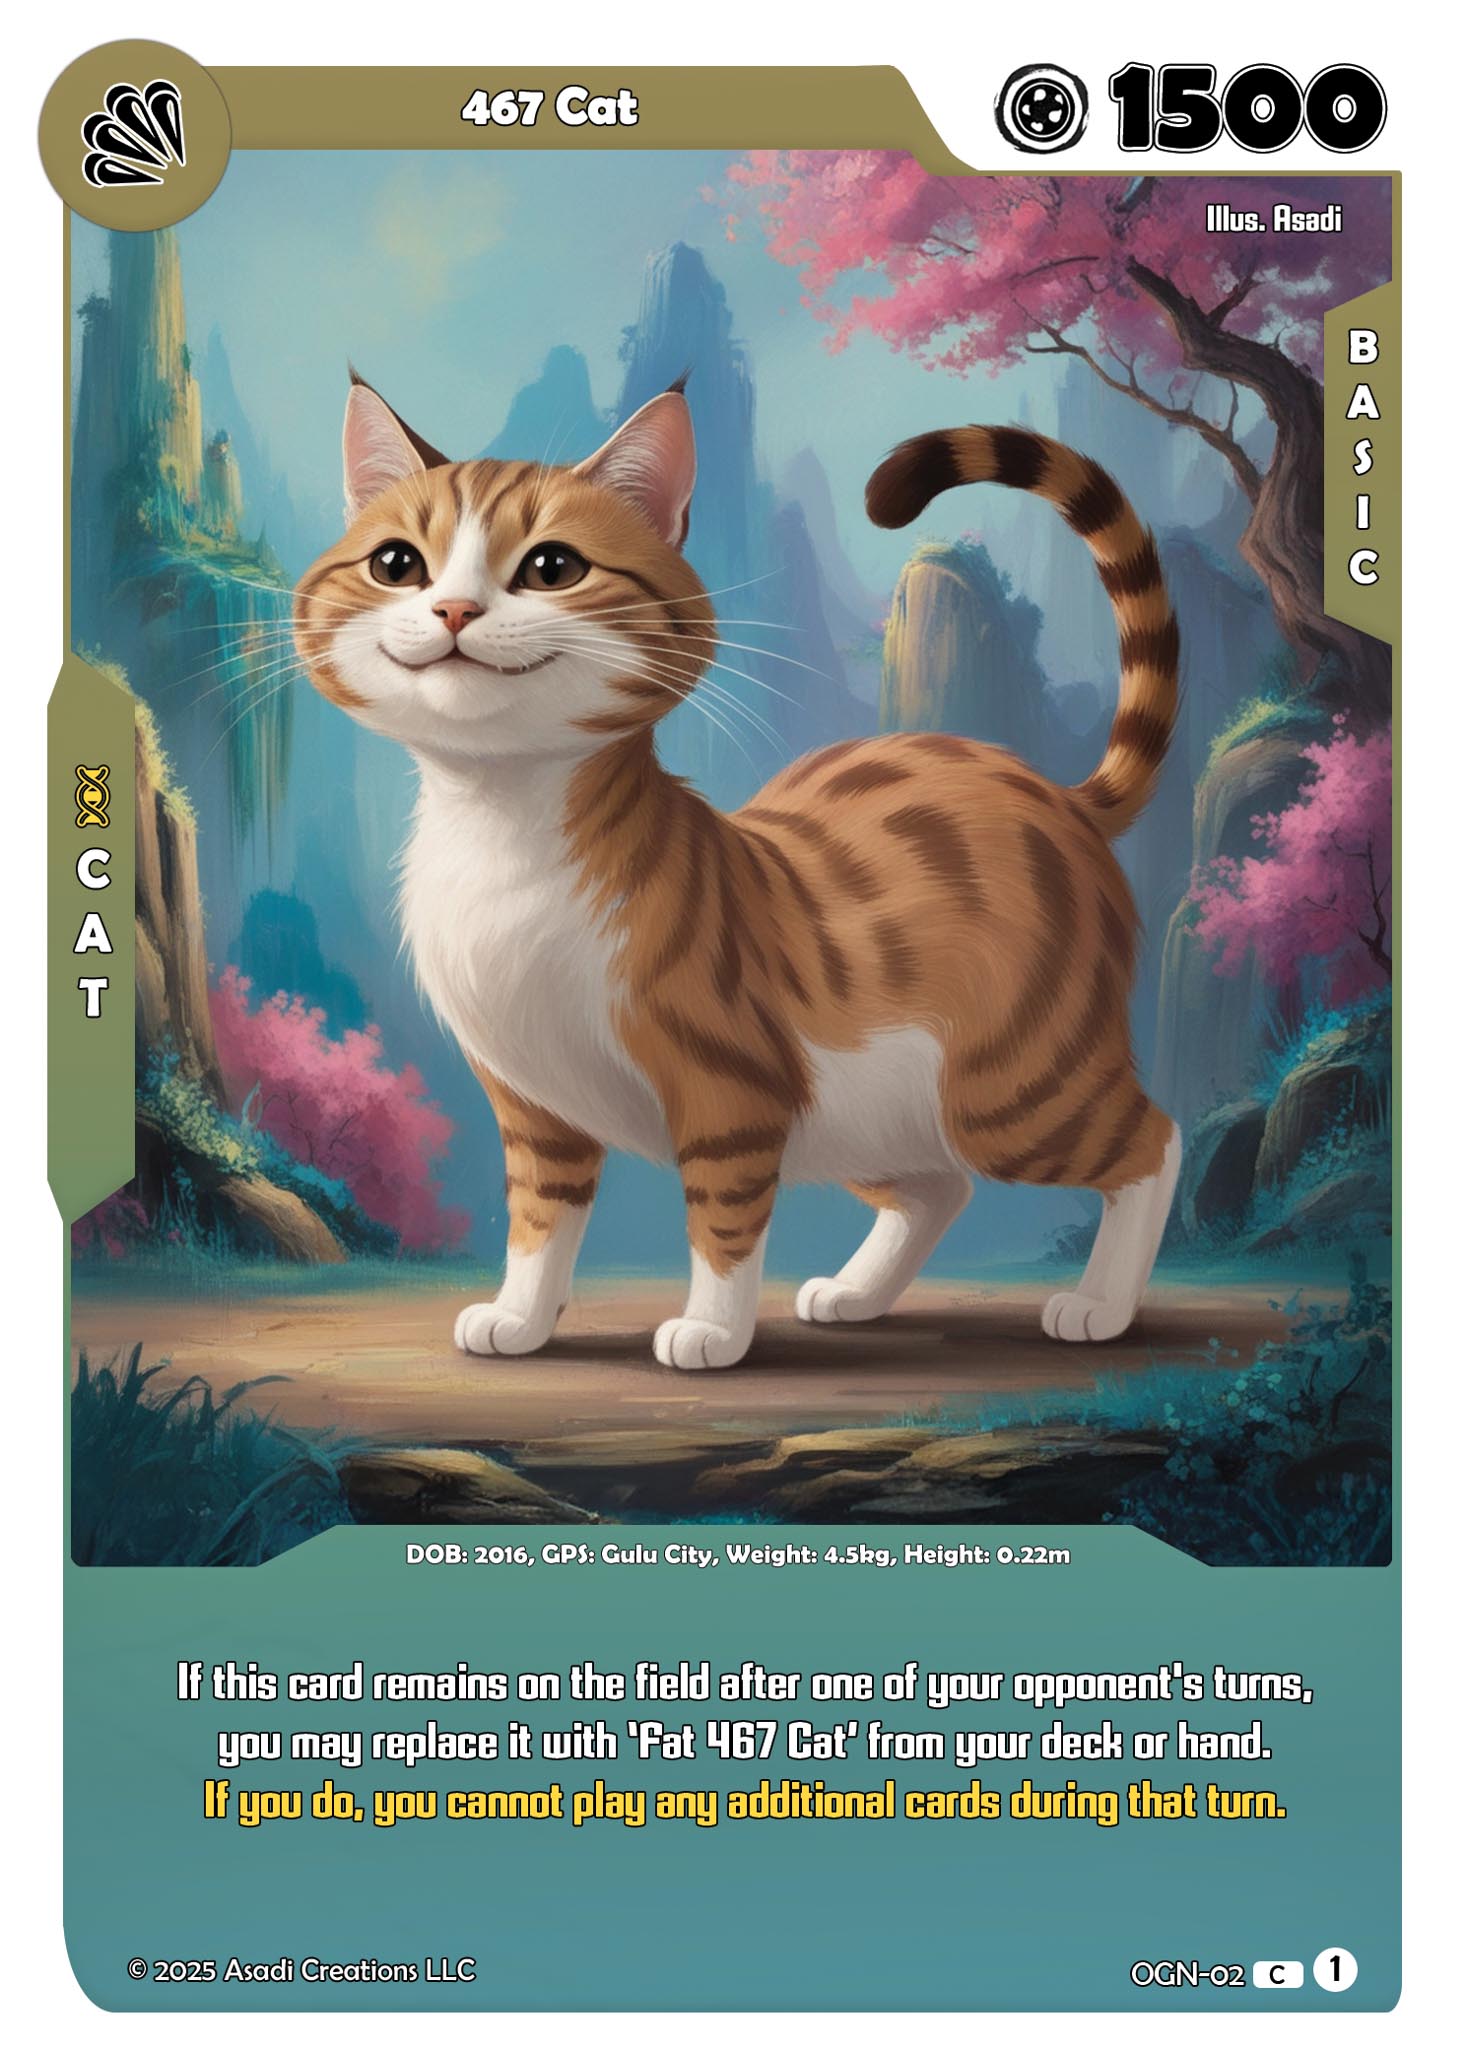 467 Cat
1500
Illus. Asadi
BASIC
CAT
DOB: 2016, GPS: Gulu City, Weight: 4.5kg, Height: 0.22m
If this card remains on the field after one of your opponent's turns,
you may replace it with 'Fat 467 Cat' from your deck or hand.
If you do, you cannot play any additional cards during that turn.
© 2025 Asadi Creations LLC
OGN-02 C 1